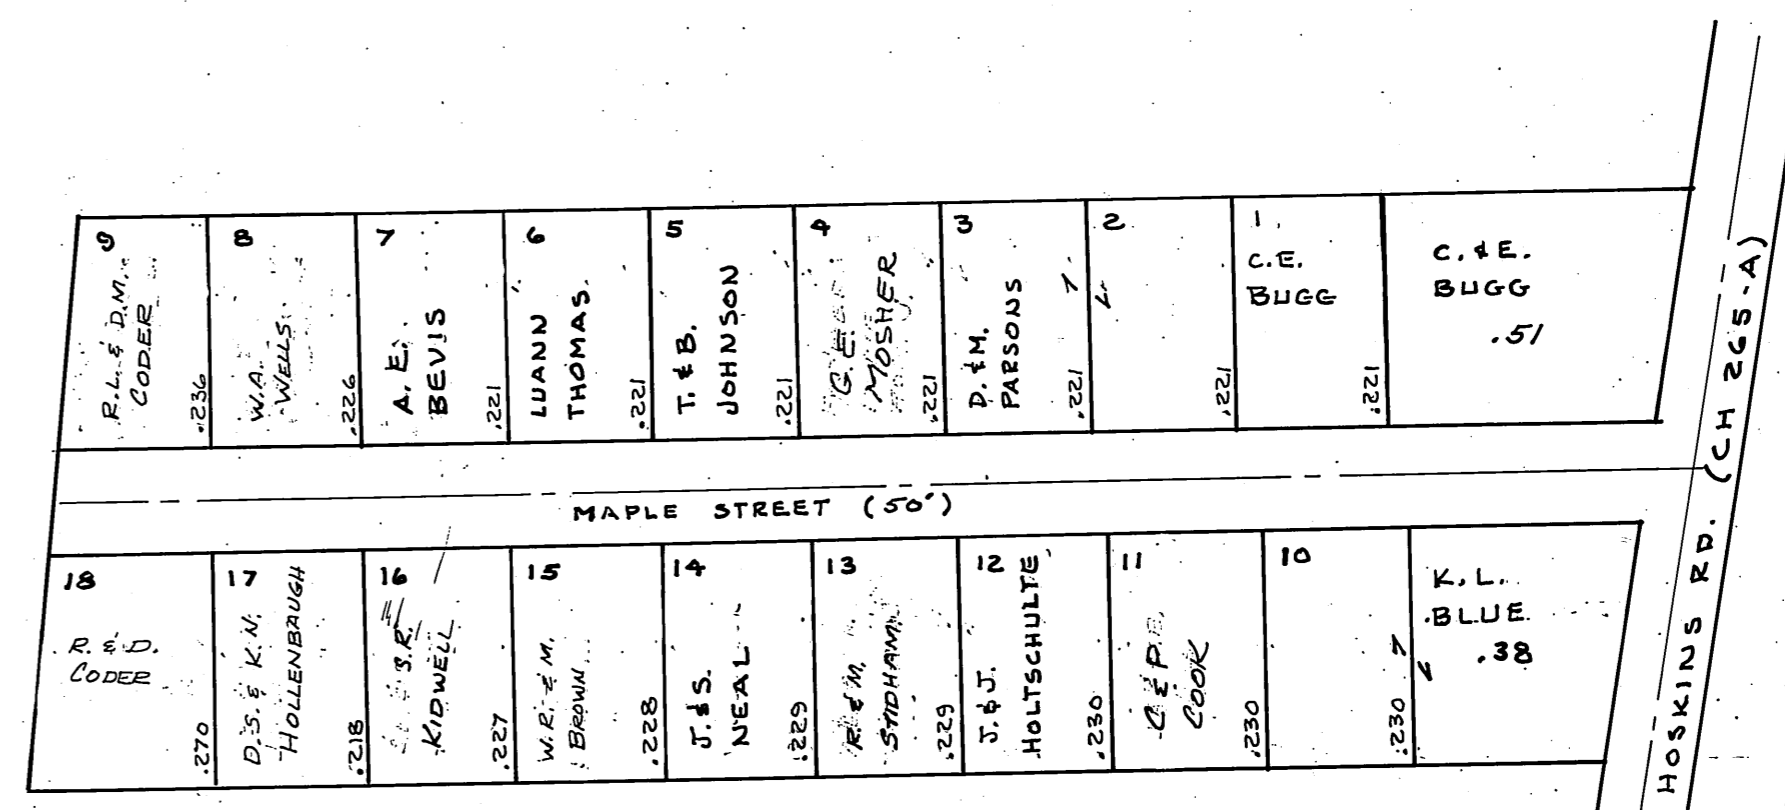 9
R.L. & D.M.
CODER
.236
8
W.A.
WELLS
.226
7
A.E.
BEVIS
.221
6
LUANN
THOMAS
.221
5
T. & B.
JOHNSON
.221
4
G.E.
MOSHER
.221
3
D. & M.
PARSONS
.221
2
.221
1
C.E.
BUGG
.221
C. & E.
BUGG
.51
MAPLE STREET (50')
HOSKINS RD. (CH 265-A)
18
R. & D.
CODER
.270
17
D.S. & K.N.
HOLLENBAUGH
.218
16
& S.R.
KIDWELL
.227
15
W.R. & M.
BROWN
.228
14
J. & S.
NEAL
.229
13
R. & M.
STIDHAM
.229
12
J. & J.
HOLTSCHULTE
.230
11
C & P.
COOK
.230
10
.230
K.L.
BLUE
.38